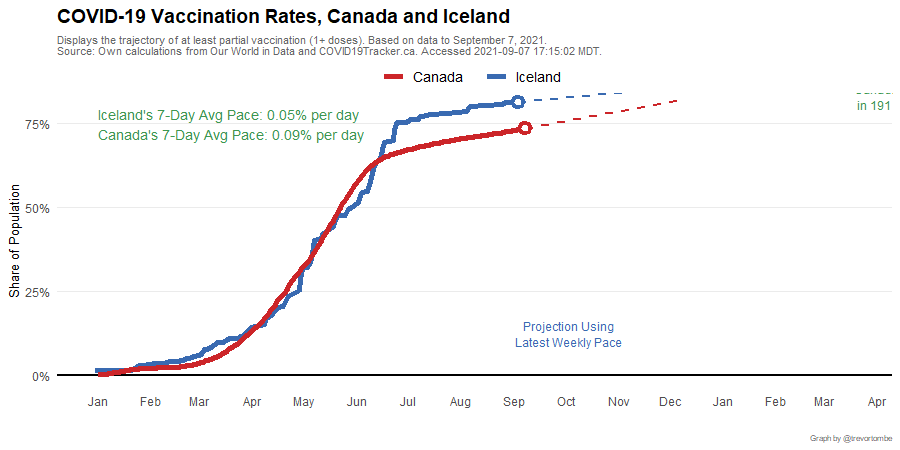 COVID-19 Vaccination Rates, Canada and Iceland
Displays the trajectory of at least partial vaccination (1+ doses). Based on data to September 7, 2021.
Source: Own calculations from Our World in Data and COVID19Tracker.ca. Accessed 2021-09-07 17:15:02 MDT.
Canada Iceland
in 191
Iceland's 7-Day Avg Pace: 0.05% per day
Canada's 7-Day Avg Pace: 0.09% per day
75%
50%
25%
0%
Share of Population
Projection Using
Latest Weekly Pace
Jan Feb Mar Apr May Jun Jul Aug Sep Oct Nov Dec Jan Feb Mar Apr
Graph by @trevortombe